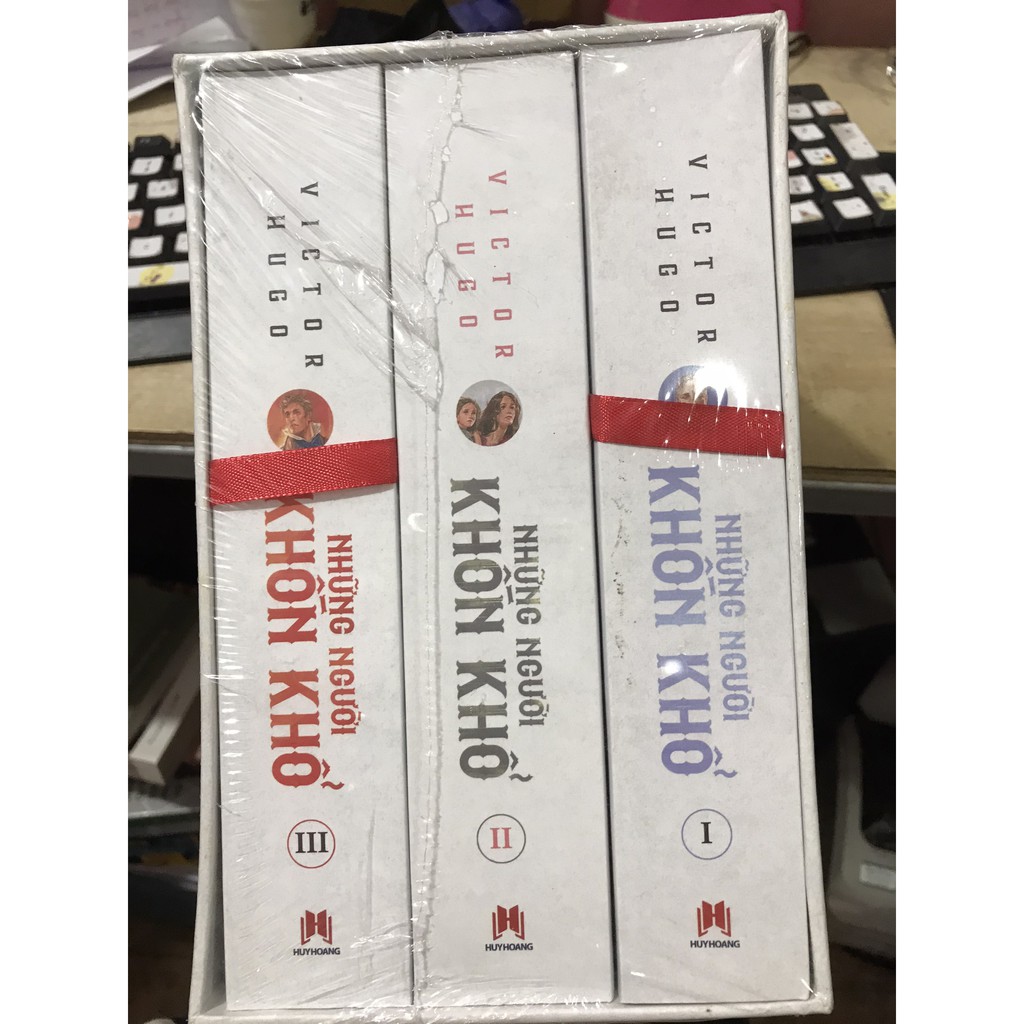 VICTOR
HUGO
NHỮNG NGƯỜI
KHỐN KHỔ
III
HUYHOANG
VICTOR
HUGO
NHỮNG NGƯỜI
KHỐN KHỔ
II
HUYHOANG
VICTOR
HUGO
NHỮNG NGƯỜI
KHỐN KHỔ
I
HUYHOANG